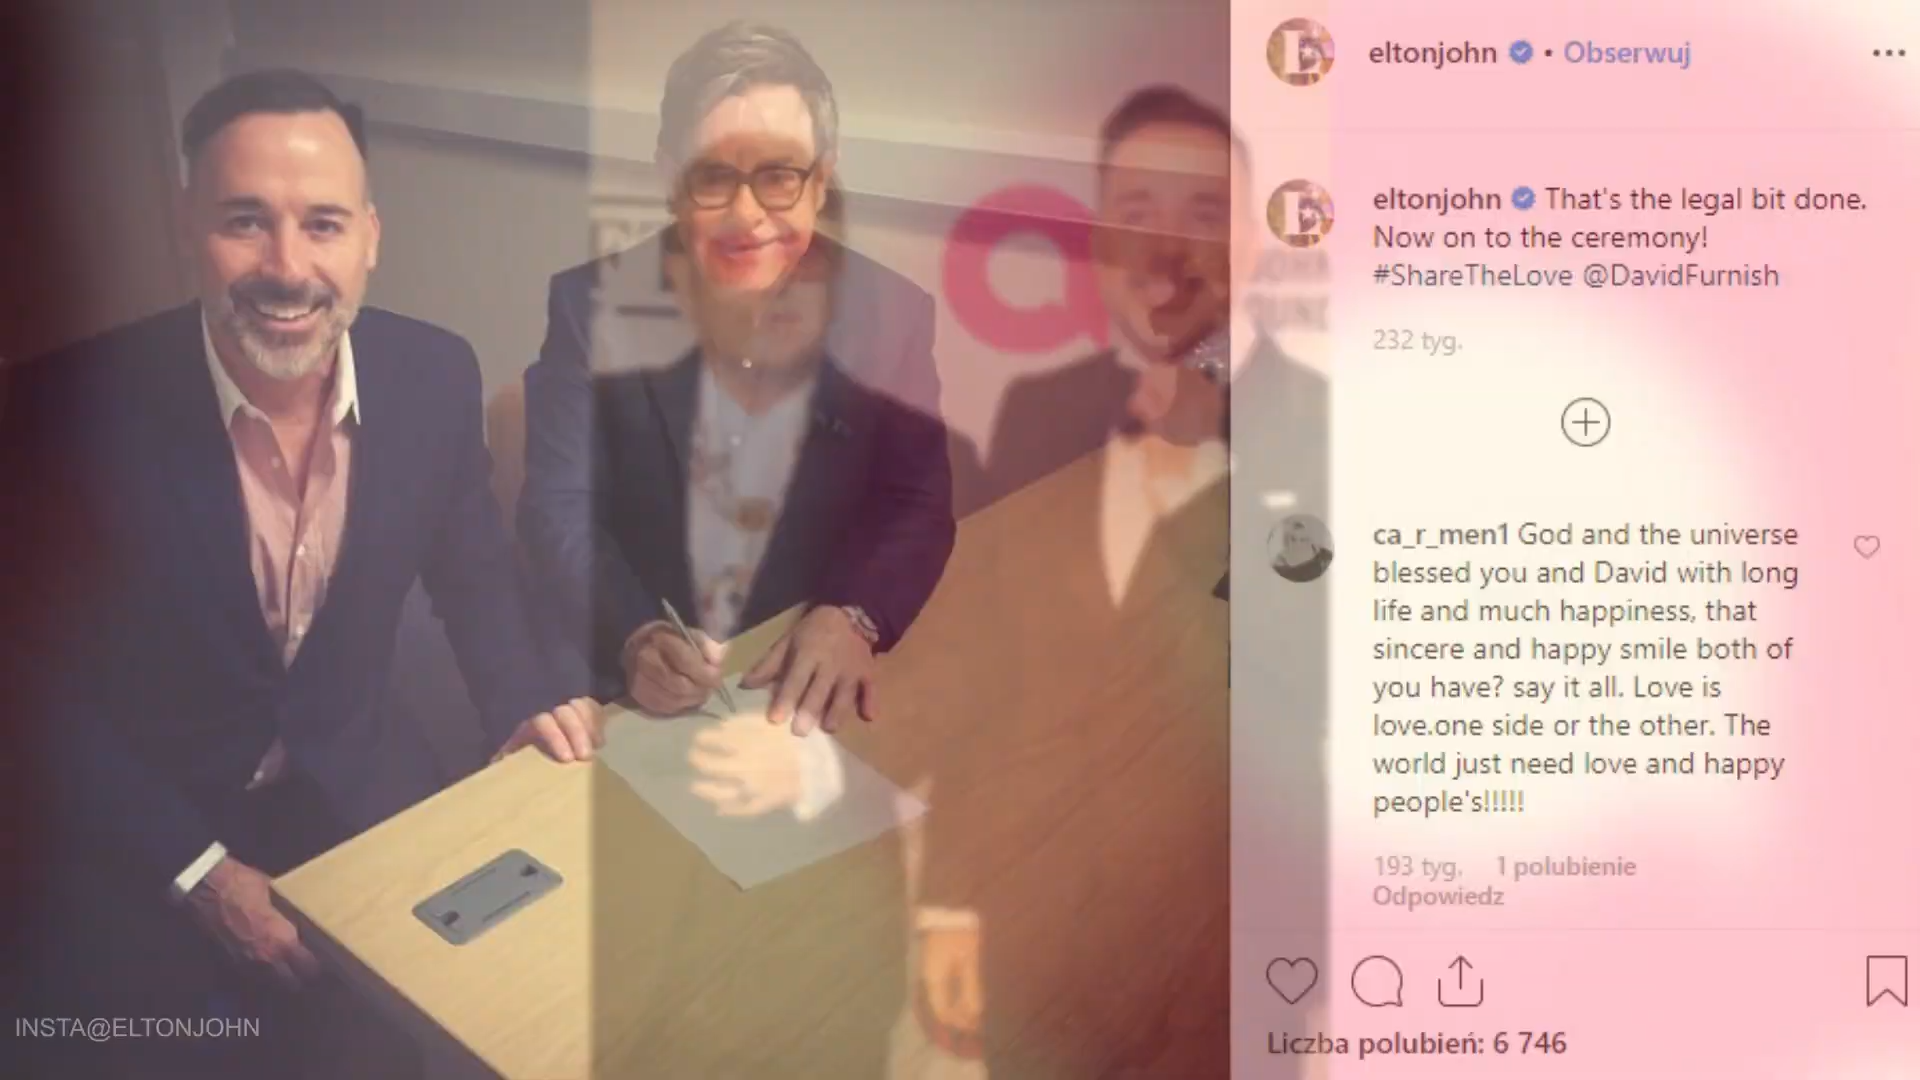 eltonjohn • Obserwuj
eltonjohn That's the legal bit done.
Now on to the ceremony!
#ShareTheLove @DavidFurnish
232 tyg.
ca_r_men1 God and the universe
blessed you and David with long
life and much happiness, that
sincere and happy smile both of
you have? say it all. Love is
love.one side or the other. The
world just need love and happy
people's!!!!!
193 tyg. 1 polubienie
Odpowiedz
Liczba polubień: 6 746
INSTA@ELTONJOHN